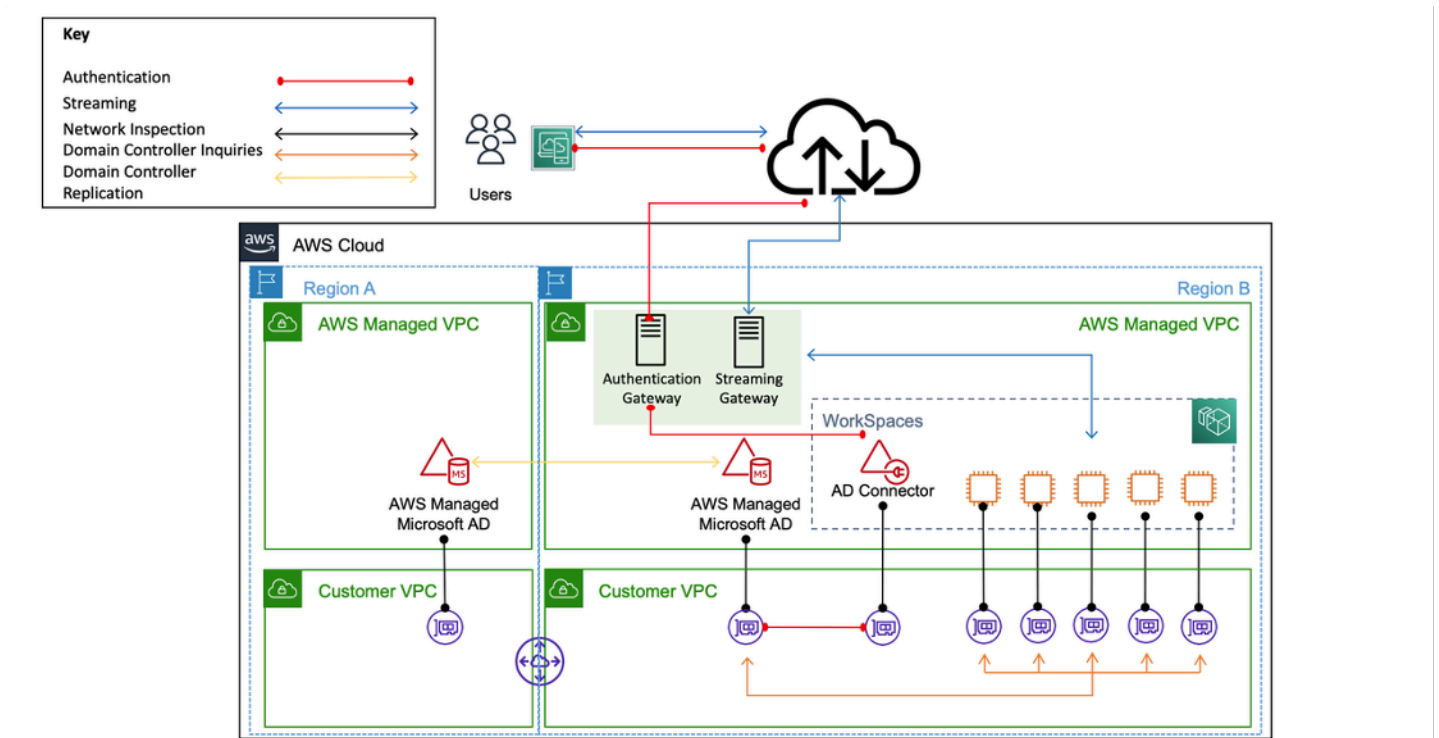 Key
Authentication
Streaming
Network Inspection
Domain Controller Inquiries
Domain Controller
Replication
Users
aws
AWS Cloud
Region A
Region B
AWS Managed VPC
AWS Managed VPC
Authentication
Gateway
Streaming
Gateway
WorkSpaces
MS
AWS Managed
Microsoft AD
MS
AWS Managed
Microsoft AD
AD Connector
Customer VPC
Customer VPC